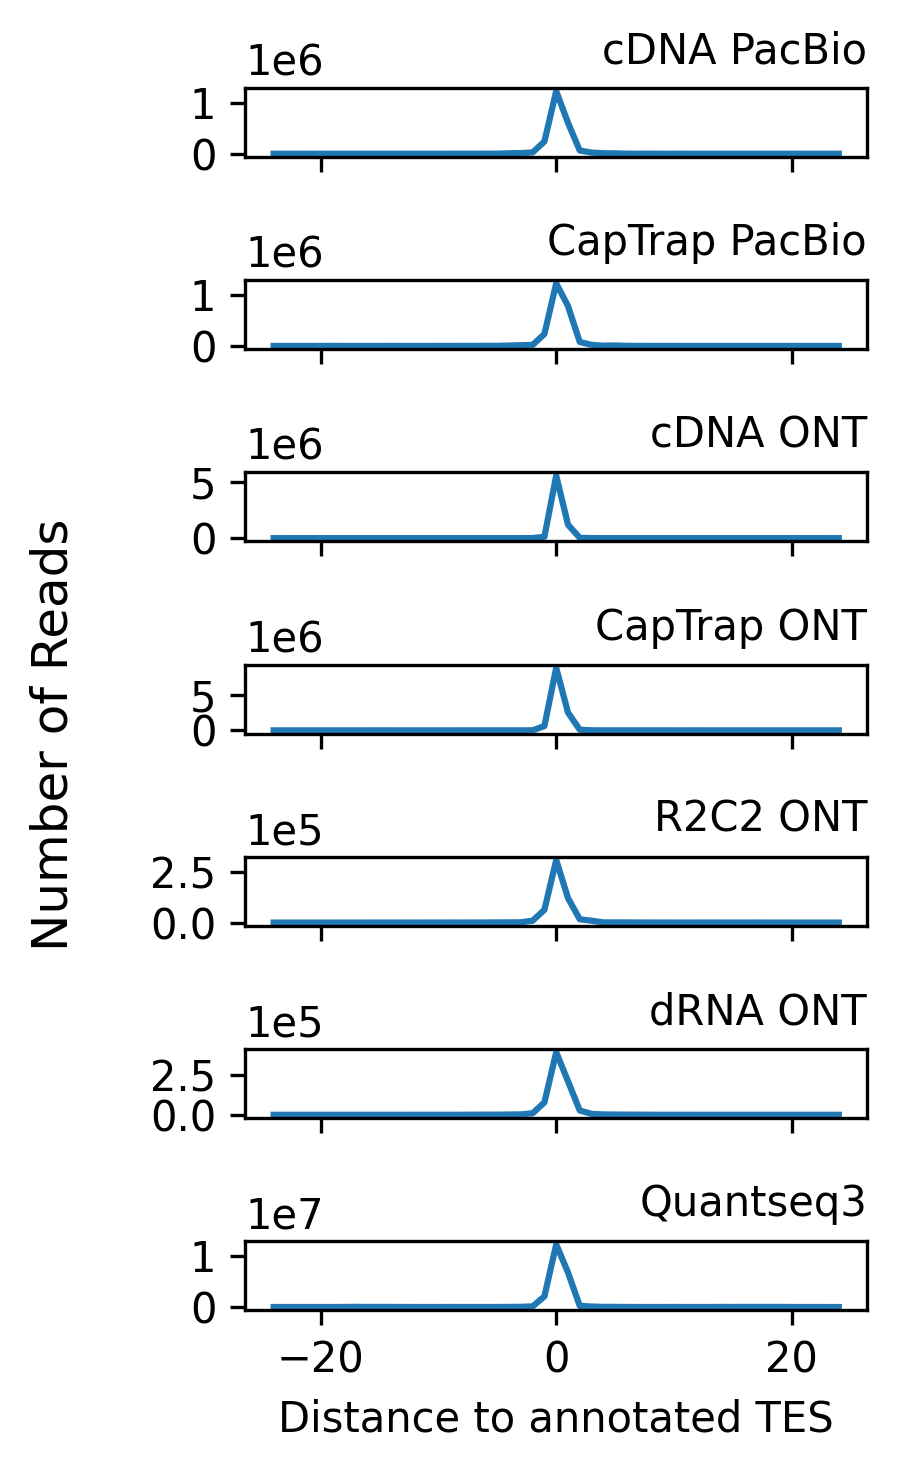 1e6
cDNA PacBio
1
0
1e6
CapTrap PacBio
1
0
1e6
cDNA ONT
5
0
1e6
CapTrap ONT
5
0
Number of Reads
1e5
R2C2 ONT
2.5
0.0
1e5
dRNA ONT
2.5
0.0
1e7
Quantseq3
1
0
−20 0 20
Distance to annotated TES